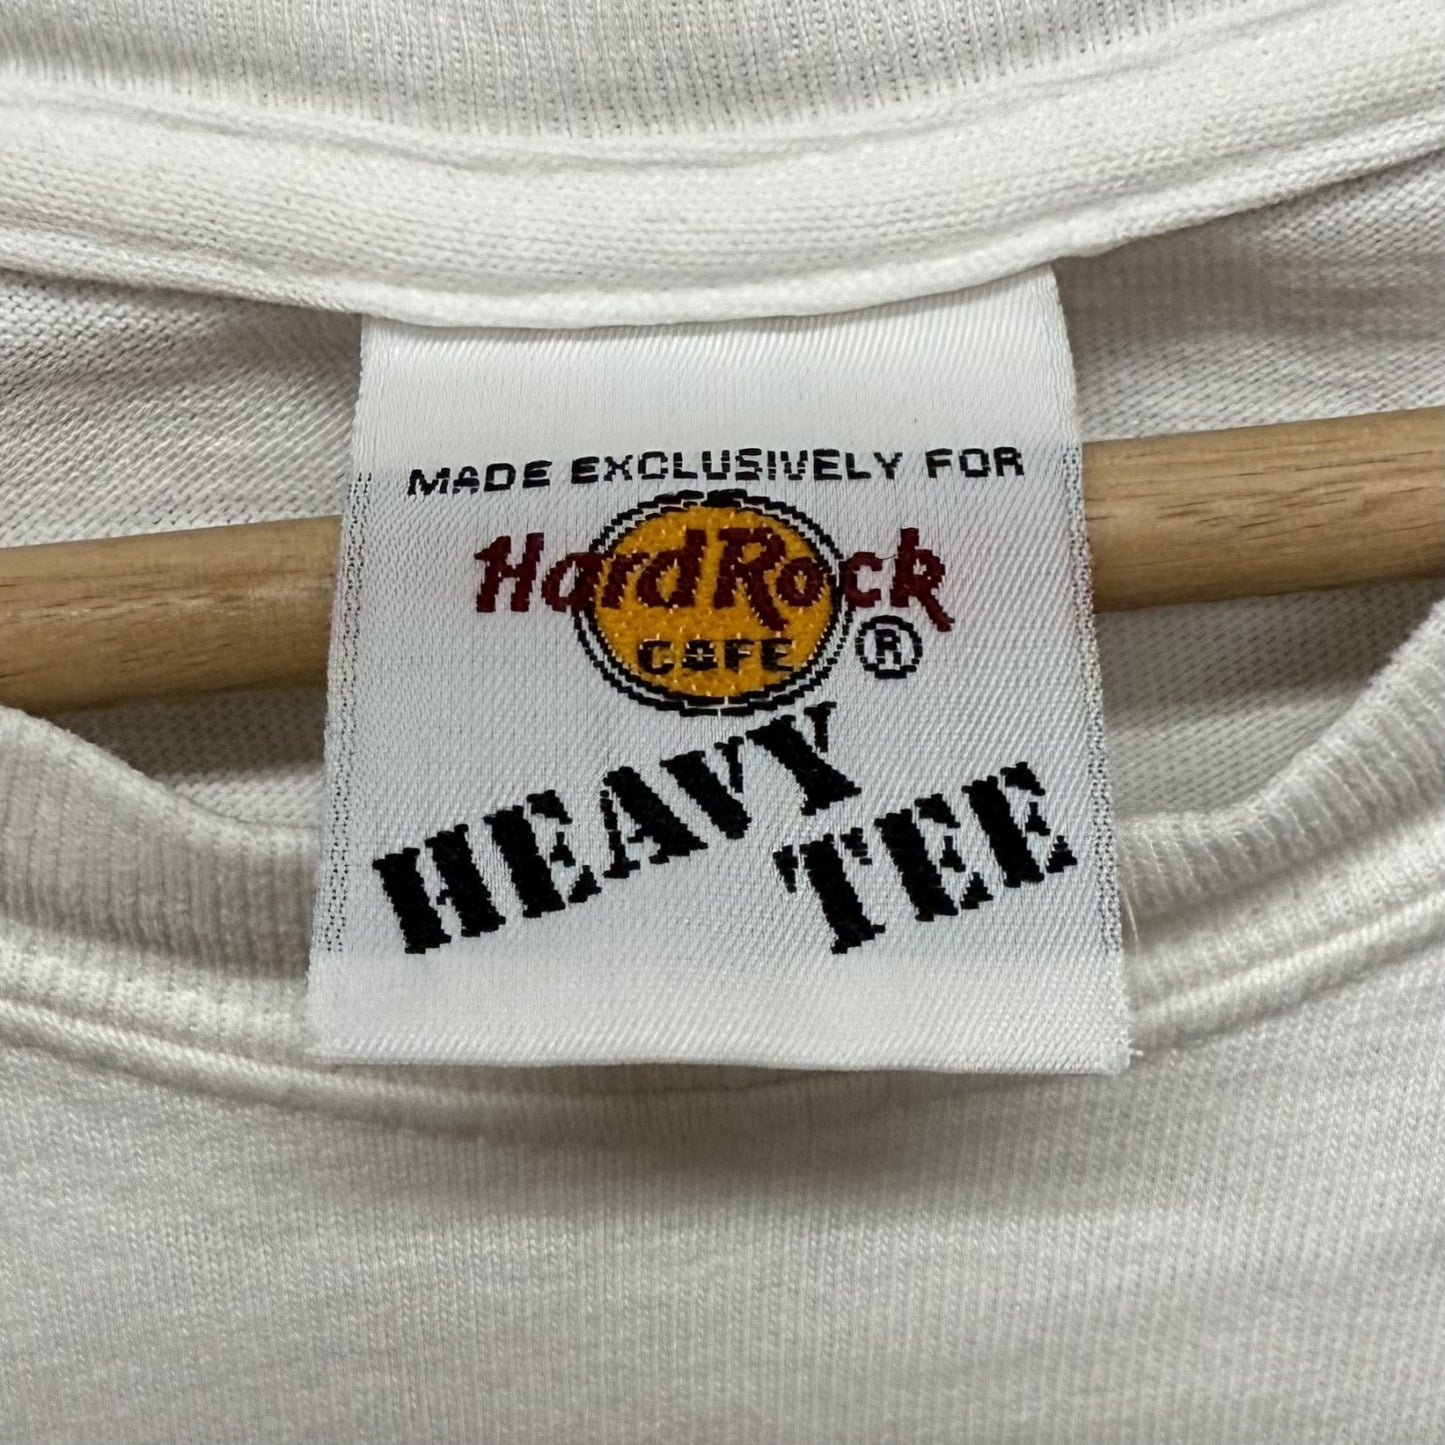 MADE EXCLUSIVELY FOR
Hard Rock
CAFE ®
HEAVY
TEE